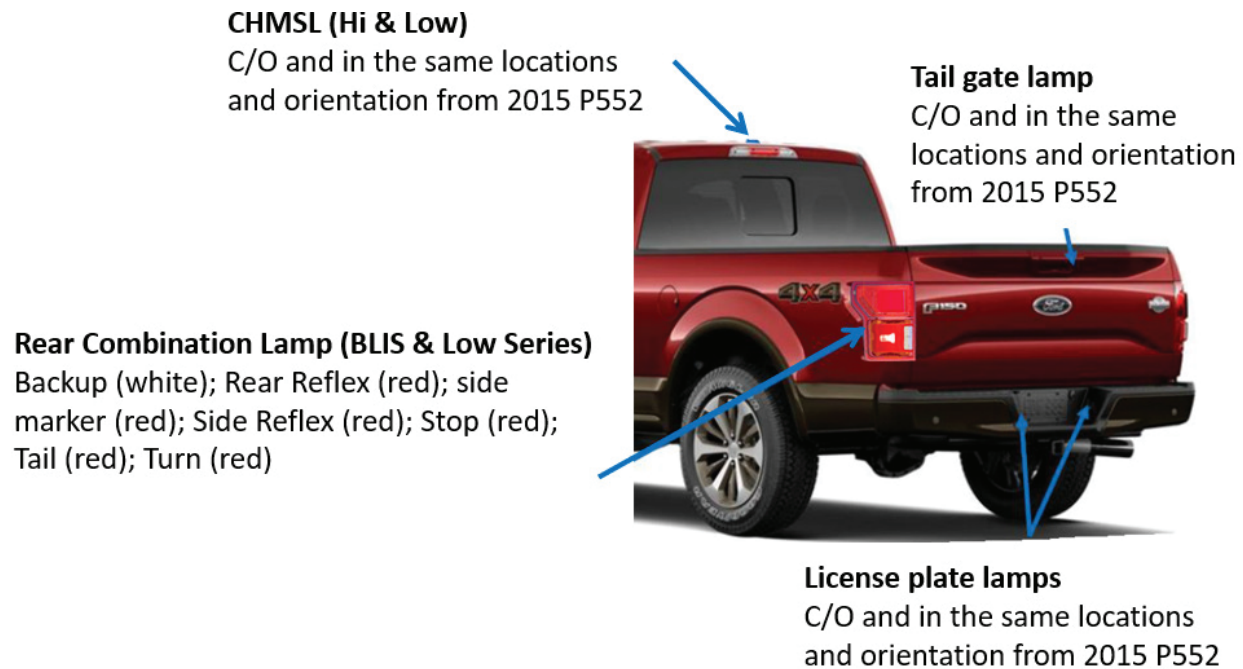 CHMSL (Hi & Low)
C/O and in the same locations
and orientation from 2015 P552
Tail gate lamp
C/O and in the same
locations and orientation
from 2015 P552
4x4
F150
Ford
Rear Combination Lamp (BLIS & Low Series)
Backup (white); Rear Reflex (red); side
marker (red); Side Reflex (red); Stop (red);
Tail (red); Turn (red)
License plate lamps
C/O and in the same locations
and orientation from 2015 P552